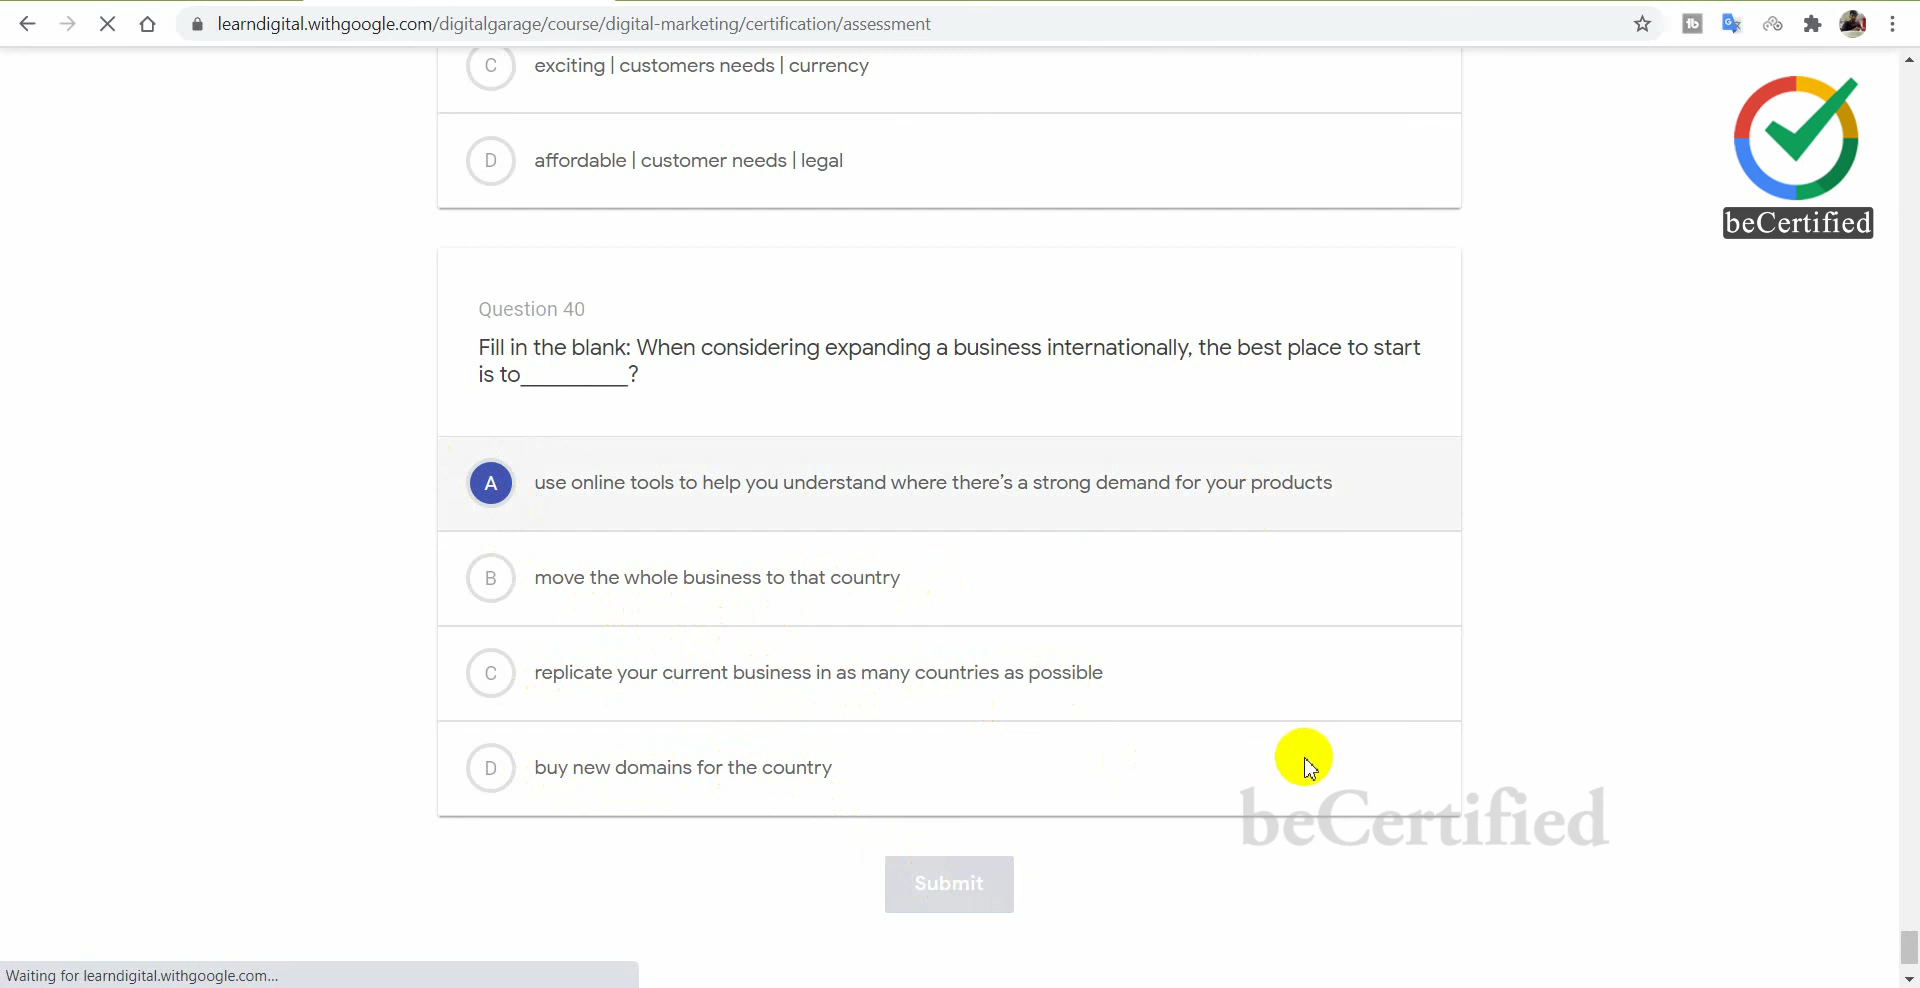 learndigital.withgoogle.com/digitalgarage/course/digital-marketing/certification/assessment
C exciting | customers needs | currency
D affordable | customer needs | legal
beCertified
Question 40
Fill in the blank: When considering expanding a business internationally, the best place to start
is to__________?
A use online tools to help you understand where there's a strong demand for your products
B move the whole business to that country
C replicate your current business in as many countries as possible
D buy new domains for the country
beCertified
Submit
Waiting for learndigital.withgoogle.com...